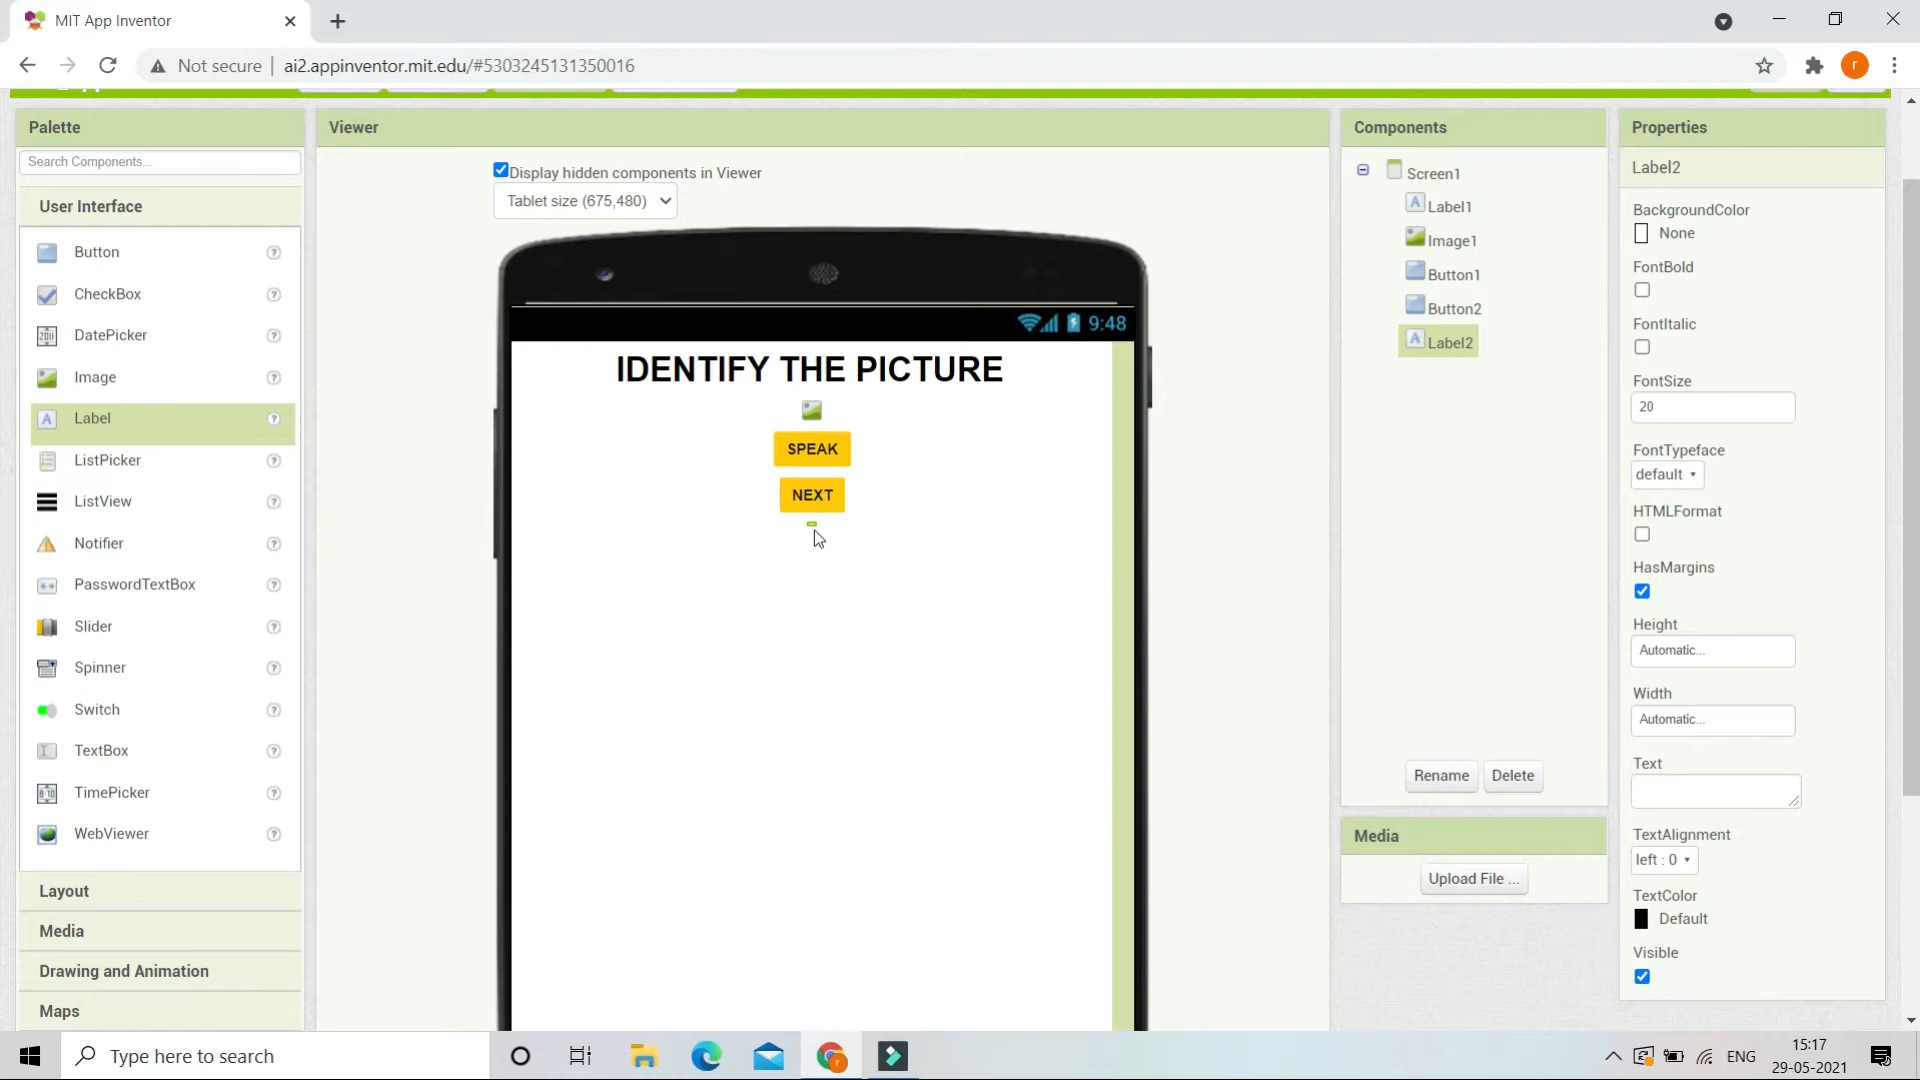 MIT App Inventor
Not secure
ai2.appinventor.mit.edu/#5303245131350016
r
Palette
Search Components...
User Interface
Button
CheckBox
DatePicker
Image
Label
ListPicker
ListView
Notifier
PasswordTextBox
Slider
Spinner
Switch
TextBox
TimePicker
WebViewer
Layout
Media
Drawing and Animation
Maps
Viewer
Display hidden components in Viewer
Tablet size (675,480)
9:48
IDENTIFY THE PICTURE
SPEAK
NEXT
Components
Screen1
Label1
Image1
Button1
Button2
Label2
Rename
Delete
Media
Upload File ...
Properties
Label2
BackgroundColor
None
FontBold
FontItalic
FontSize
20
FontTypeface
default
HTMLFormat
HasMargins
Height
Automatic...
Width
Automatic...
Text
TextAlignment
left : 0
TextColor
Default
Visible
Type here to search
ENG
15:17
29-05-2021